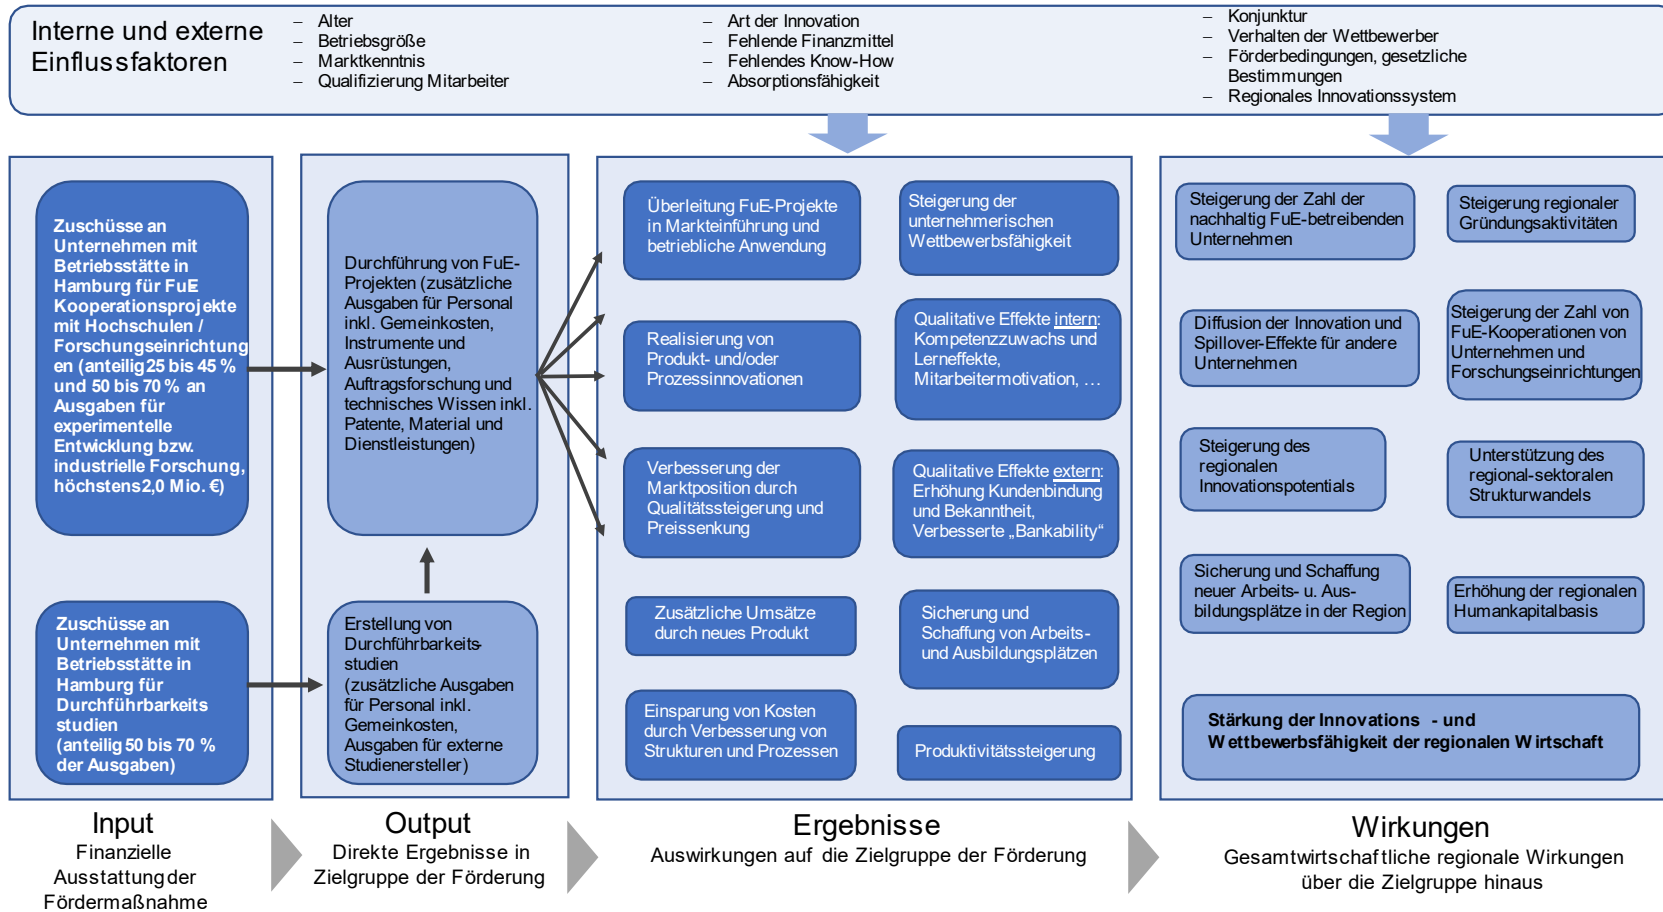 Interne und externe
Einflussfaktoren
– Alter
– Betriebsgröße
– Marktkenntnis
– Qualifizierung Mitarbeiter
– Art der Innovation
– Fehlende Finanzmittel
– Fehlendes Know-How
– Absorptionsfähigkeit
– Konjunktur
– Verhalten der Wettbewerber
– Förderbedingungen, gesetzliche
Bestimmungen
– Regionales Innovationssystem
Zuschüsse an
Unternehmen mit
Betriebsstätte in
Hamburg für FuE
Kooperationsprojekte
mit Hochschulen /
Forschungseinrichtung
en (anteilig 25 bis 45 %
und 50 bis 70 % an
Ausgaben für
experimentelle
Entwicklung bzw.
industrielle Forschung,
höchstens 2,0 Mio. €)
Zuschüsse an
Unternehmen mit
Betriebsstätte in
Hamburg für
Durchführbarkeits
studien
(anteilig 50 bis 70 %
der Ausgaben)
Durchführung von FuE-
Projekten (zusätzliche
Ausgaben für Personal
inkl. Gemeinkosten,
Instrumente und
Ausrüstungen,
Auftragsforschung und
technisches Wissen inkl.
Patente, Material und
Dienstleistungen)
Erstellung von
Durchführbarkeits-
studien
(zusätzliche Ausgaben
für Personal inkl.
Gemeinkosten,
Ausgaben für externe
Studienersteller)
Überleitung FuE-Projekte
in Markteinführung und
betriebliche Anwendung
Steigerung der
unternehmerischen
Wettbewerbsfähigkeit
Realisierung von
Produkt- und/oder
Prozessinnovationen
Qualitative Effekte intern:
Kompetenzzuwachs und
Lerneffekte,
Mitarbeitermotivation, …
Verbesserung der
Marktposition durch
Qualitätssteigerung und
Preissenkung
Qualitative Effekte extern:
Erhöhung Kundenbindung
und Bekanntheit,
Verbesserte „Bankability“
Zusätzliche Umsätze
durch neues Produkt
Sicherung und
Schaffung von Arbeits-
und Ausbildungsplätzen
Einsparung von Kosten
durch Verbesserung von
Strukturen und Prozessen
Produktivitätssteigerung
Steigerung der Zahl der
nachhaltig FuE-betreibenden
Unternehmen
Steigerung regionaler
Gründungsaktivitäten
Diffusion der Innovation und
Spillover-Effekte für andere
Unternehmen
Steigerung der Zahl von
FuE-Kooperationen von
Unternehmen und
Forschungseinrichtungen
Steigerung des
regionalen
Innovationspotentials
Unterstützung des
regional-sektoralen
Strukturwandels
Sicherung und Schaffung
neuer Arbeits- u. Aus-
bildungsplätze in der Region
Erhöhung der regionalen
Humankapitalbasis
Stärkung der Innovations - und
Wettbewerbsfähigkeit der regionalen Wirtschaft
Input
Finanzielle
Ausstattung der
Fördermaßnahme
Output
Direkte Ergebnisse in
Zielgruppe der Förderung
Ergebnisse
Auswirkungen auf die Zielgruppe der Förderung
Wirkungen
Gesamtwirtschaftliche regionale Wirkungen
über die Zielgruppe hinaus